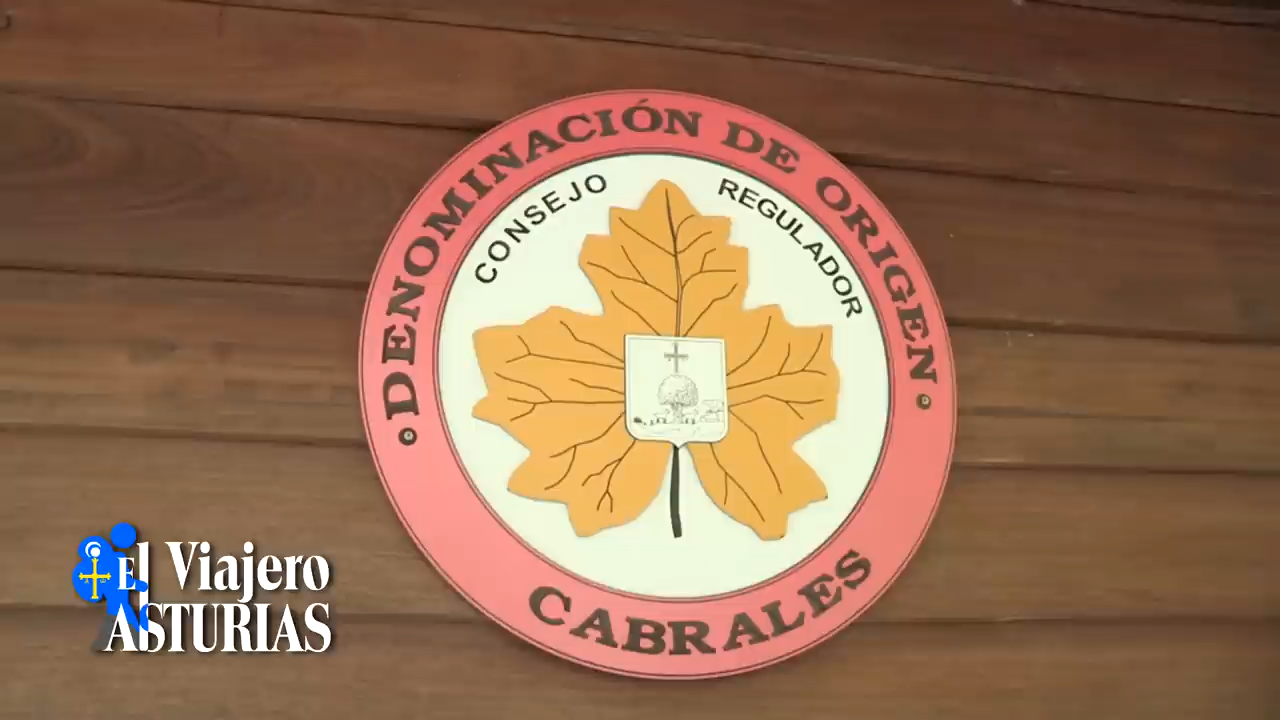 DENOMINACIÓN DE ORIGEN
CONSEJO REGULADOR
CABRALES
El Viajero
ASTURIAS